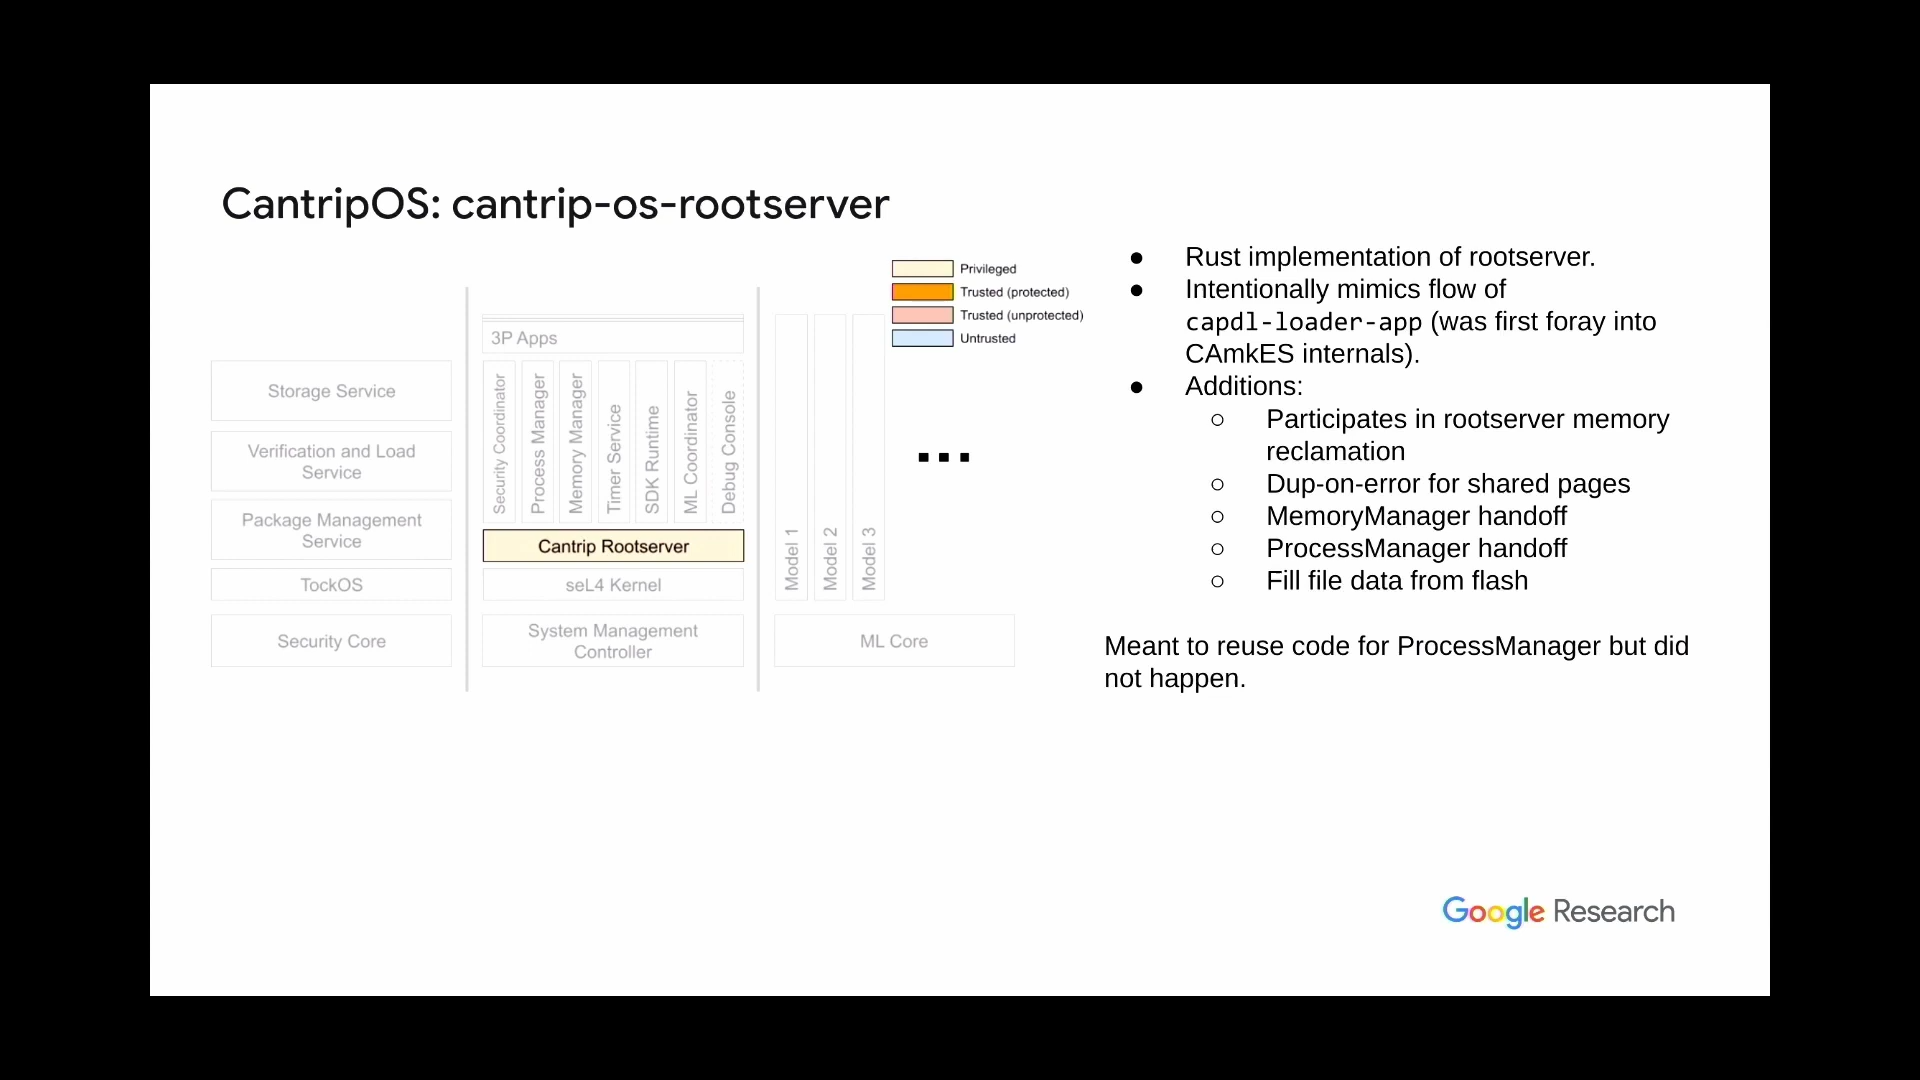 CantripOS: cantrip-os-rootserver
Privileged
Trusted (protected)
Trusted (unprotected)
Untrusted
3P Apps
Storage Service
Verification and Load
Service
Package Management
Service
TockOS
Security Core
Security Coordinator
Process Manager
Memory Manager
Timer Service
SDK Runtime
ML Coordinator
Debug Console
Cantrip Rootserver
seL4 Kernel
System Management
Controller
Model 1
Model 2
Model 3
...
ML Core
● Rust implementation of rootserver.
● Intentionally mimics flow of
capdl-loader-app (was first foray into
CAmkES internals).
● Additions:
○ Participates in rootserver memory
reclamation
○ Dup-on-error for shared pages
○ MemoryManager handoff
○ ProcessManager handoff
○ Fill file data from flash
Meant to reuse code for ProcessManager but did
not happen.
Google Research